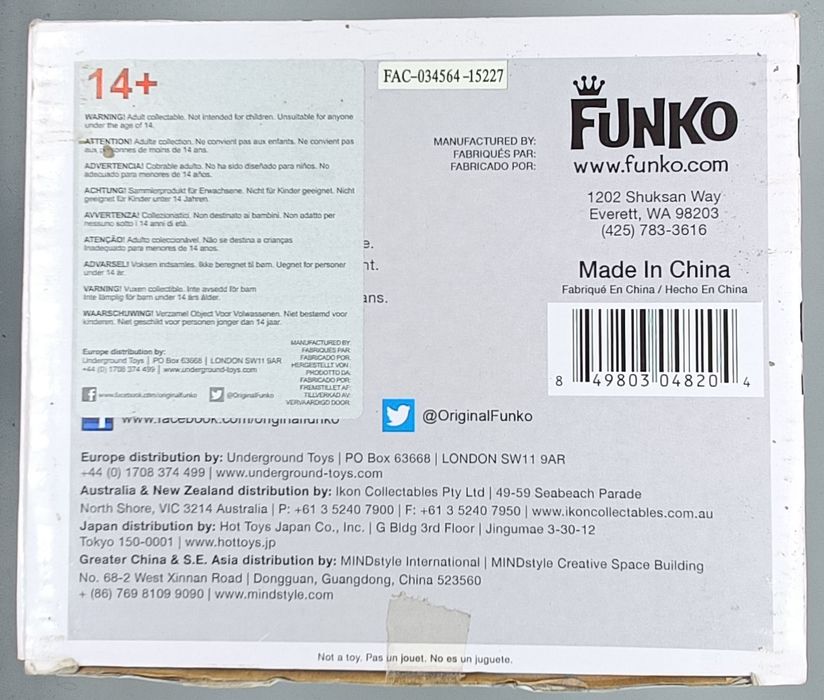 14+
WARNING! Adult collectable. Not intended for children. Unsuitable for anyone
under the age of 14.
ATTENTION! Adulte collection. Ne convient pas aux enfants. Ne convient pas
aux personnes de moins de 14 ans.
ADVERTENCIA! Cobrable adulto. No ha sido diseñado para niños. No
adecuado para menores de 14 años.
ACHTUNG! Sammlerprodukt für Erwachsene. Nicht für Kinder geeignet. Nicht
geeignet für Kinder unter 14 Jahren.
AVVERTENZA! Collezionatici. Non destinato ai bambini. Non adatto per
nessuno sotto i 14 anni di età.
ATENÇÃO! Adulto coleccionável. Não se destina a crianças
Inadequado para menores de 14 anos.
ADVARSEL! Voksen indsamles. Ikke beregnet til børn. Uegnet for personer
under 14 år.
VARNING! Vuxen collectible. Inte avsedd för barn
Inte lämplig för barn under 14 års ålder.
WAARSCHUWING! Verzamel Object Voor Volwassenen. Niet bestemd voor
kinderen. Niet geschikt voor personen jonger dan 14 jaar.
Europe distribution by:
Underground Toys | PO Box 63668 | LONDON SW11 9AR
+44 (0) 1708 374 499 | www.underground-toys.com
www.facebook.com/originalfunko @OriginalFunko
MANUFACTURED BY:
FABRIQUÉS PAR:
FABRICADO POR:
HERGESTELLT VON:
PRODOTTO DA:
FABRICADO POR:
FREMSTILLET AF:
TILLVERKAD AV:
VERVAARDIGD DOOR:
FAC-034564-15227
MANUFACTURED BY:
FABRIQUÉS PAR:
FABRICADO POR:
FUNKO
www.funko.com
1202 Shuksan Way
Everett, WA 98203
(425) 783-3616
Made In China
Fabriqué En China / Hecho En China
8 49803 04820 4
www.facebook.com/originalfunko
@OriginalFunko
Europe distribution by: Underground Toys | PO Box 63668 | LONDON SW11 9AR
+44 (0) 1708 374 499 | www.underground-toys.com
Australia & New Zealand distribution by: Ikon Collectables Pty Ltd | 49-59 Seabeach Parade
North Shore, VIC 3214 Australia | P: +61 3 5240 7900 | F: +61 3 5240 7950 | www.ikoncollectables.com.au
Japan distribution by: Hot Toys Japan Co., Inc. | G Bldg 3rd Floor | Jingumae 3-30-12
Tokyo 150-0001 | www.hottoys.jp
Greater China & S.E. Asia distribution by: MINDstyle International | MINDstyle Creative Space Building
No. 68-2 West Xinnan Road | Dongguan, Guangdong, China 523560
+ (86) 769 8109 9090 | www.mindstyle.com
Not a toy. Pas un jouet. No es un juguete.